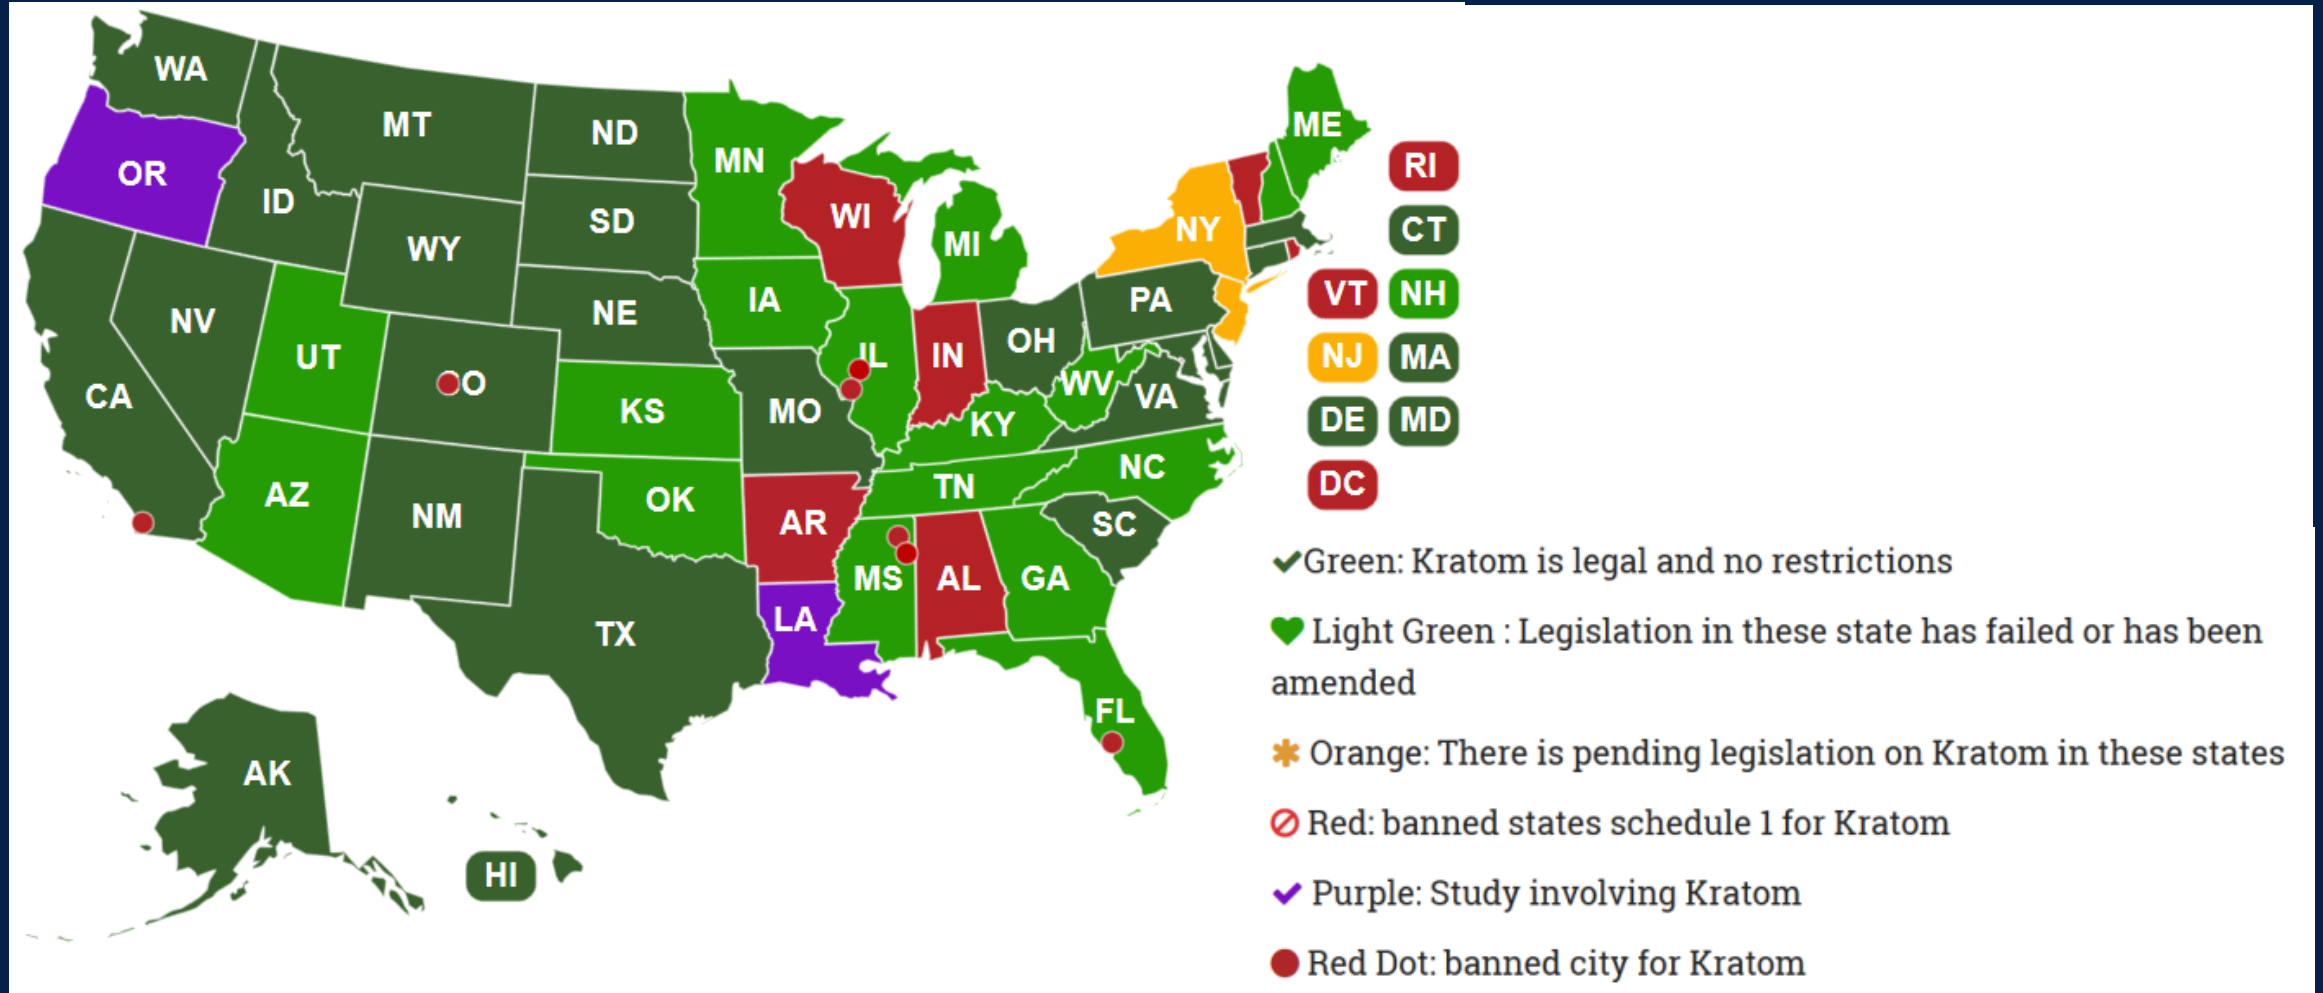 WA
MT
ND
MN
ME
OR
ID
SD
WI
MI
NY
RI
CT
WY
NE
IA
PA
VT
NH
NV
UT
IL
IN
OH
NJ
MA
CA
O
KS
MO
KY
WV
VA
DE
MD
AZ
NM
OK
AR
TN
NC
DC
SC
TX
LA
MS
AL
GA
FL
AK
HI
Green: Kratom is legal and no restrictions
Light Green : Legislation in these state has failed or has been
amended
Orange: There is pending legislation on Kratom in these states
Red: banned states schedule 1 for Kratom
Purple: Study involving Kratom
Red Dot: banned city for Kratom